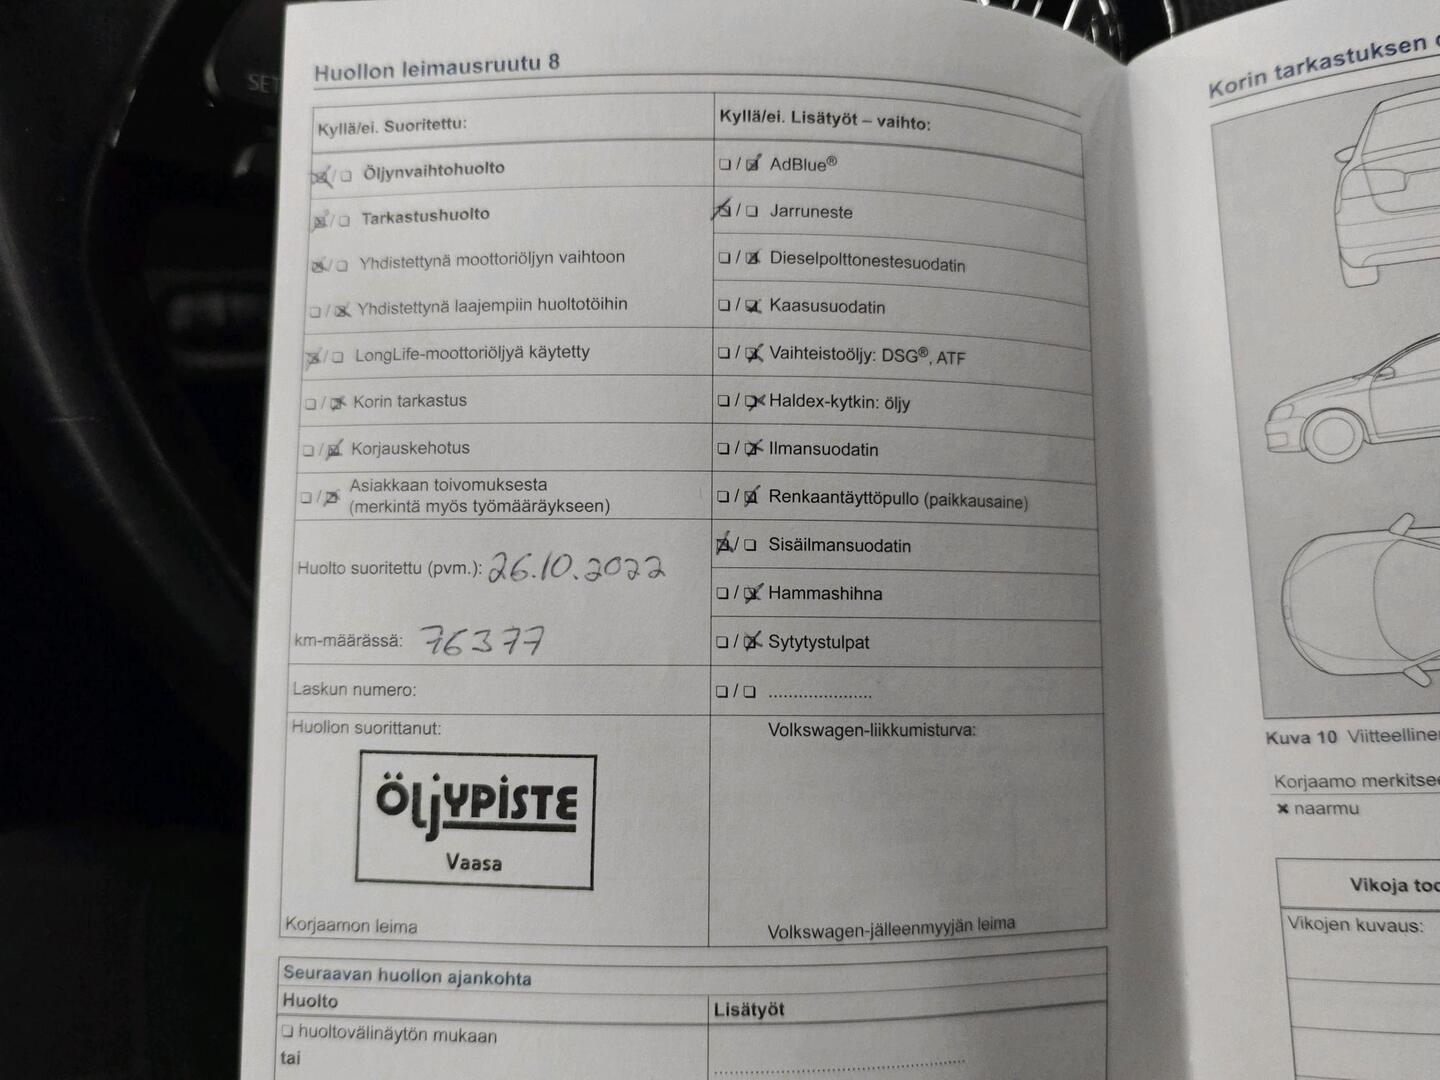 SET
Huollon leimausruutu 8
Kyllä/ei. Suoritettu:
Öljynvaihtohuolto
Tarkastushuolto
Yhdistettynä moottoriöljyn vaihtoon
Yhdistettynä laajempiin huoltotöihin
LongLife-moottoriöljyä käytetty
Korin tarkastus
Korjauskehotus
Asiakkaan toivomuksesta
(merkintä myös työmääräykseen)
Huolto suoritettu (pvm.): 26.10.2022
km-määrässä: 76377
Laskun numero:
Huollon suorittanut:
ÖLJYPISTE
Vaasa
Korjaamon leima
Kyllä/ei. Lisätyöt – vaihto:
AdBlue®
Jarruneste
Dieselpolttonestesuodatin
Kaasusuodatin
Vaihteistoöljy: DSG®, ATF
Haldex-kytkin: öljy
Ilmansuodatin
Renkaantäyttöpullo (paikkausaine)
Sisäilmansuodatin
Hammashihna
Sytytystulpat
.....................
Volkswagen-liikkumisturva:
Volkswagen-jälleenmyyjän leima
Seuraavan huollon ajankohta
Huolto
huoltovälinäytön mukaan
tai
Lisätyöt
Korin tarkastuksen
Kuva 10
Korjaamo
naarmu
Vikoja
Vikojen kuvaus: